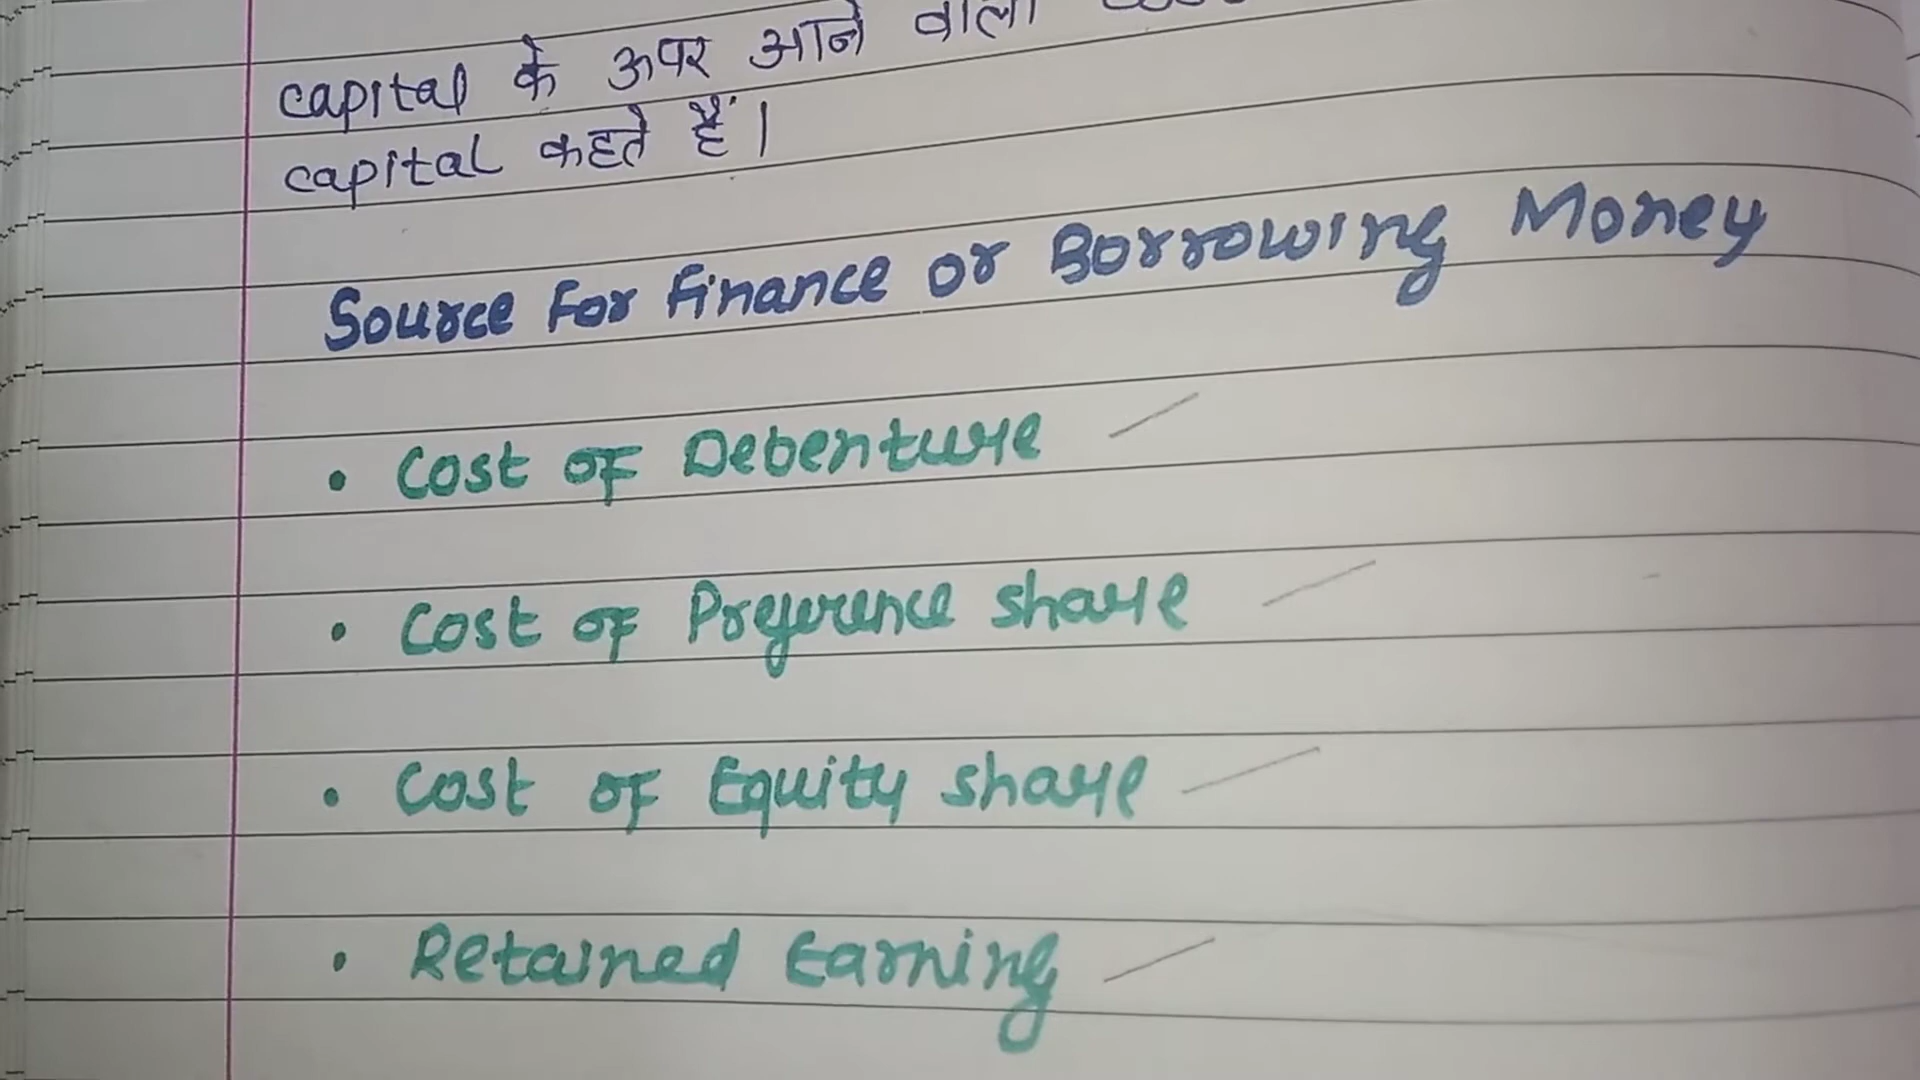 capital के ऊपर आने वाला
capital कहते हैं।
Source For Finance or Borrowing Money
• Cost of Debenture
• Cost of Preference share
• Cost of Equity share
• Retained Earning